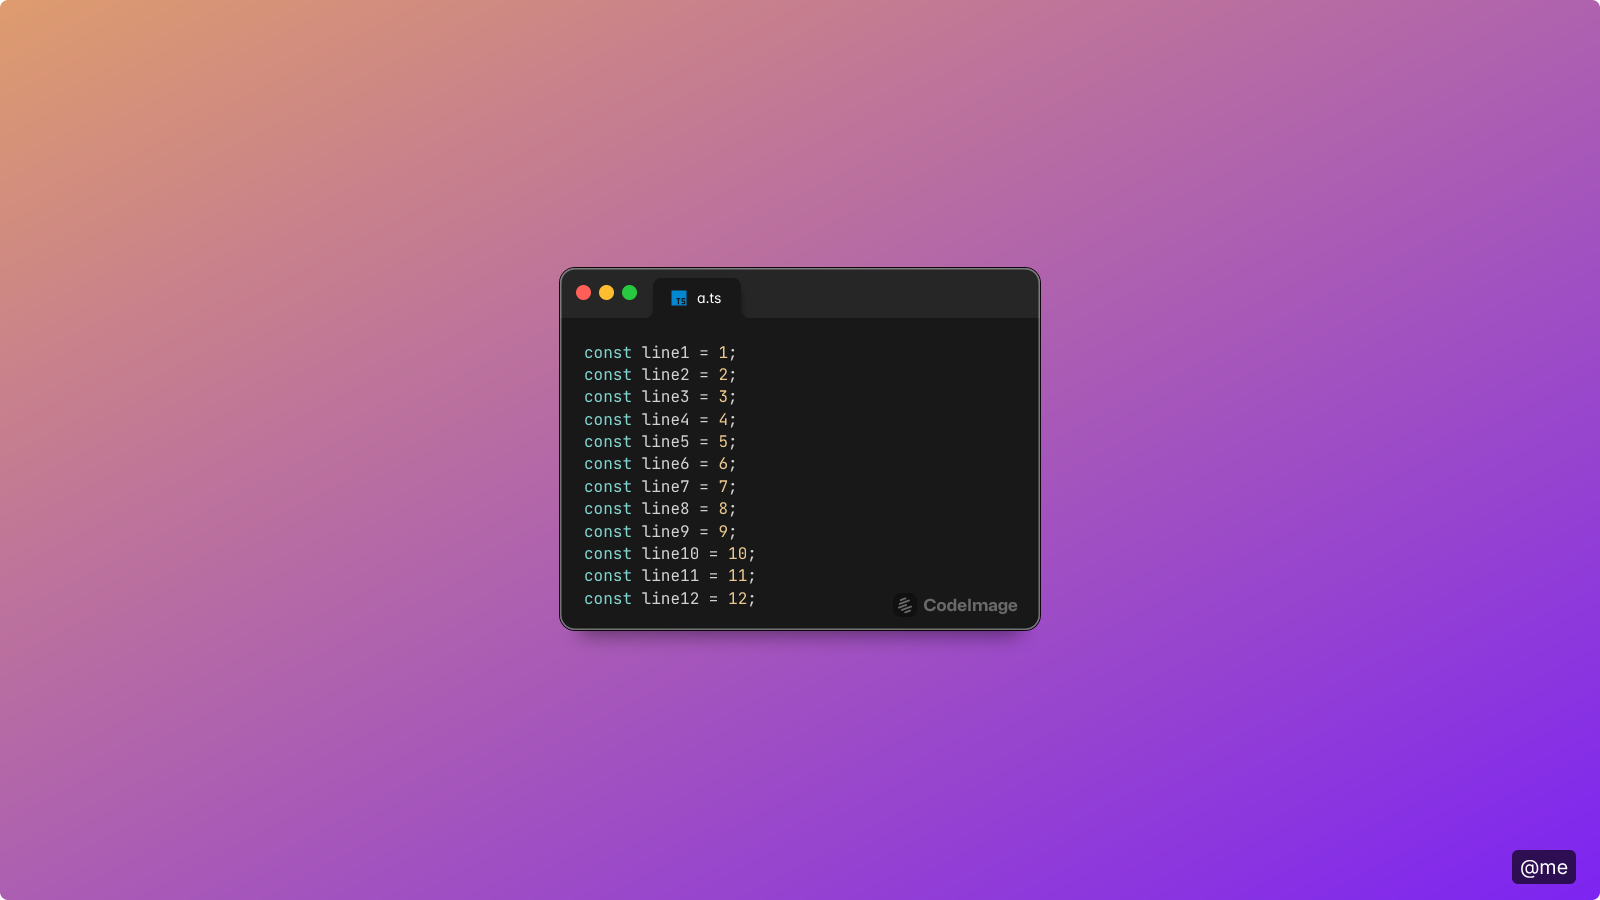 TS a.ts
const line1 = 1;
const line2 = 2;
const line3 = 3;
const line4 = 4;
const line5 = 5;
const line6 = 6;
const line7 = 7;
const line8 = 8;
const line9 = 9;
const line10 = 10;
const line11 = 11;
const line12 = 12;
CodeImage
@me